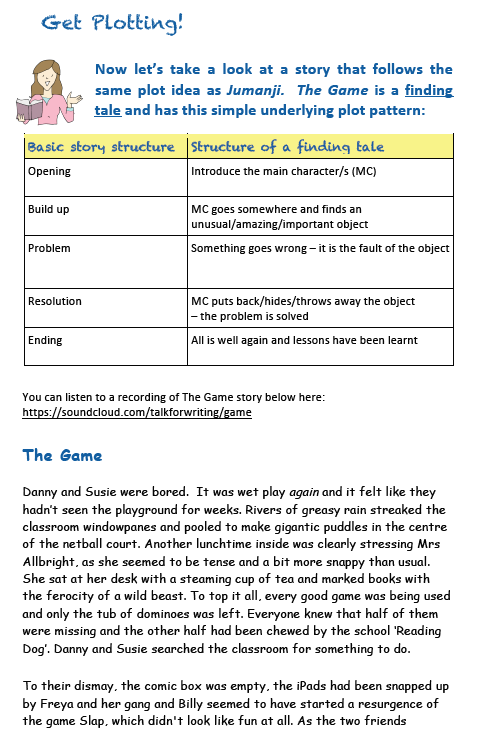 Get Plotting!
Now let's take a look at a story that follows the
same plot idea as Jumanji. The Game is a finding
tale and has this simple underlying plot pattern:
Basic story structure Structure of a finding tale
Opening Introduce the main character/s (MC)
Build up MC goes somewhere and finds an
unusual/amazing/important object
Problem Something goes wrong – it is the fault of the object
Resolution MC puts back/hides/throws away the object
– the problem is solved
Ending All is well again and lessons have been learnt
You can listen to a recording of The Game story below here:
https://soundcloud.com/talkforwriting/game
The Game
Danny and Susie were bored. It was wet play again and it felt like they
hadn't seen the playground for weeks. Rivers of greasy rain streaked the
classroom windowpanes and pooled to make gigantic puddles in the centre
of the netball court. Another lunchtime inside was clearly stressing Mrs
Allbright, as she seemed to be tense and a bit more snappy than usual.
She sat at her desk with a steaming cup of tea and marked books with
the ferocity of a wild beast. To top it all, every good game was being used
and only the tub of dominoes was left. Everyone knew that half of them
were missing and the other half had been chewed by the school 'Reading
Dog'. Danny and Susie searched the classroom for something to do.
To their dismay, the comic box was empty, the iPads had been snapped up
by Freya and her gang and Billy seemed to have started a resurgence of
the game Slap, which didn't look like fun at all. As the two friends